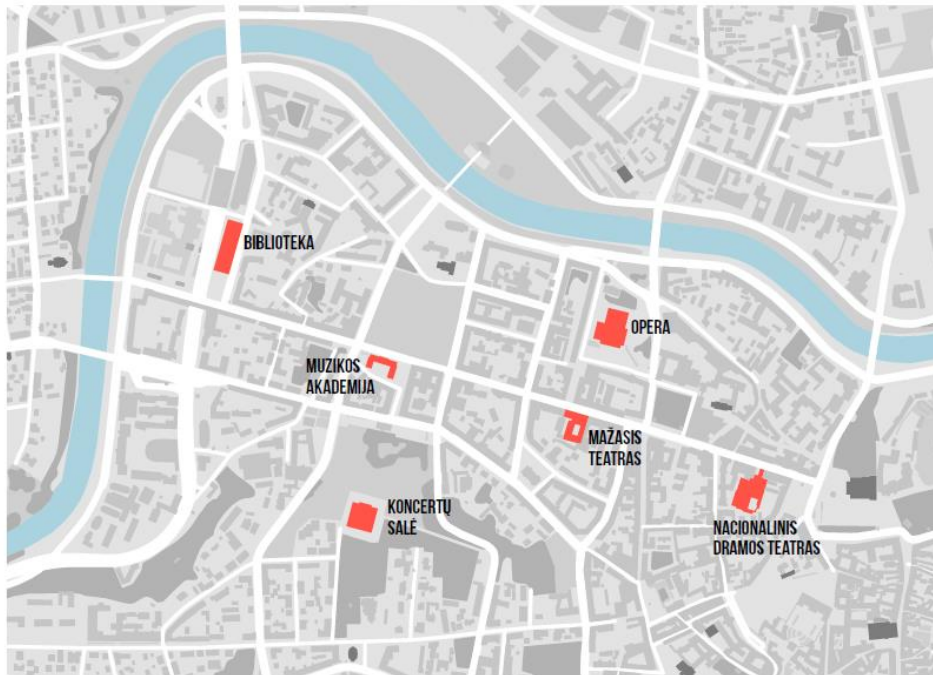 BIBLIOTEKA
OPERA
MUZIKOS
AKADEMIJA
MAŽASIS
TEATRAS
KONCERTŲ
SALĖ
NACIONALINIS
DRAMOS TEATRAS